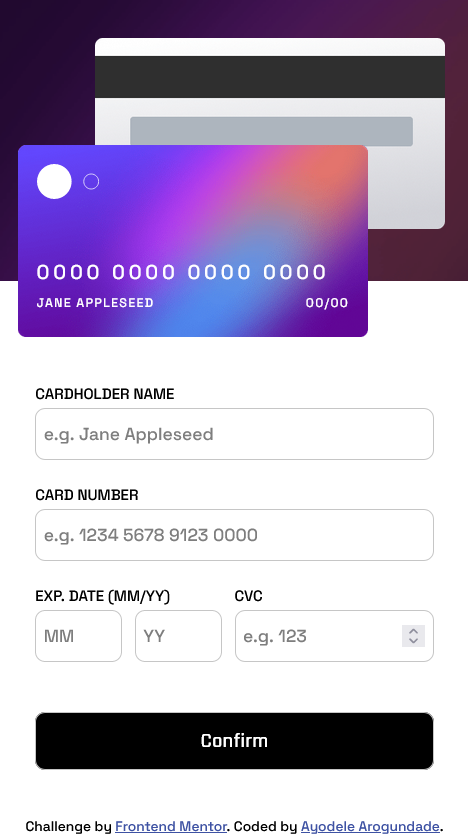 0000 0000 0000 0000
JANE APPLESEED 00/00
CARDHOLDER NAME
e.g. Jane Appleseed
CARD NUMBER
e.g. 1234 5678 9123 0000
EXP. DATE (MM/YY) CVC
MM YY e.g. 123
Confirm
Challenge by Frontend Mentor. Coded by Ayodele Arogundade.